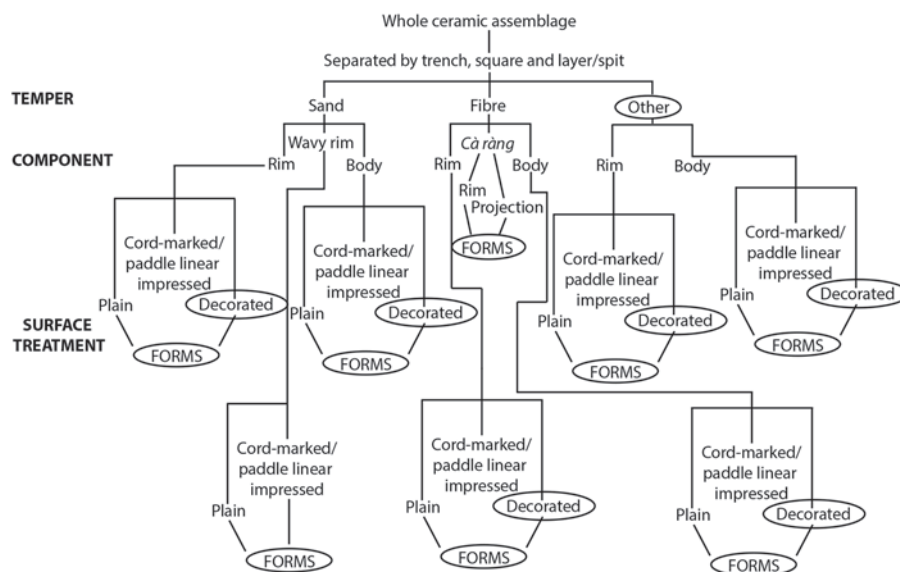 Whole ceramic assemblage
Separated by trench, square and layer/spit
TEMPER
Sand
Fibre
Other
COMPONENT
Rim
Wavy rim
Body
Rim
Cà ràng
Rim
Projection
FORMS
Body
Rim
Body
SURFACE
TREATMENT
Plain
Cord-marked/
paddle linear
impressed
Decorated
FORMS
Plain
Cord-marked/
paddle linear
impressed
Decorated
FORMS
Plain
Cord-marked/
paddle linear
impressed
Decorated
FORMS
Plain
Cord-marked/
paddle linear
impressed
Decorated
FORMS
Plain
Cord-marked/
paddle linear
impressed
FORMS
Plain
Cord-marked/
paddle linear
impressed
Decorated
FORMS
Plain
Cord-marked/
paddle linear
impressed
Decorated
FORMS